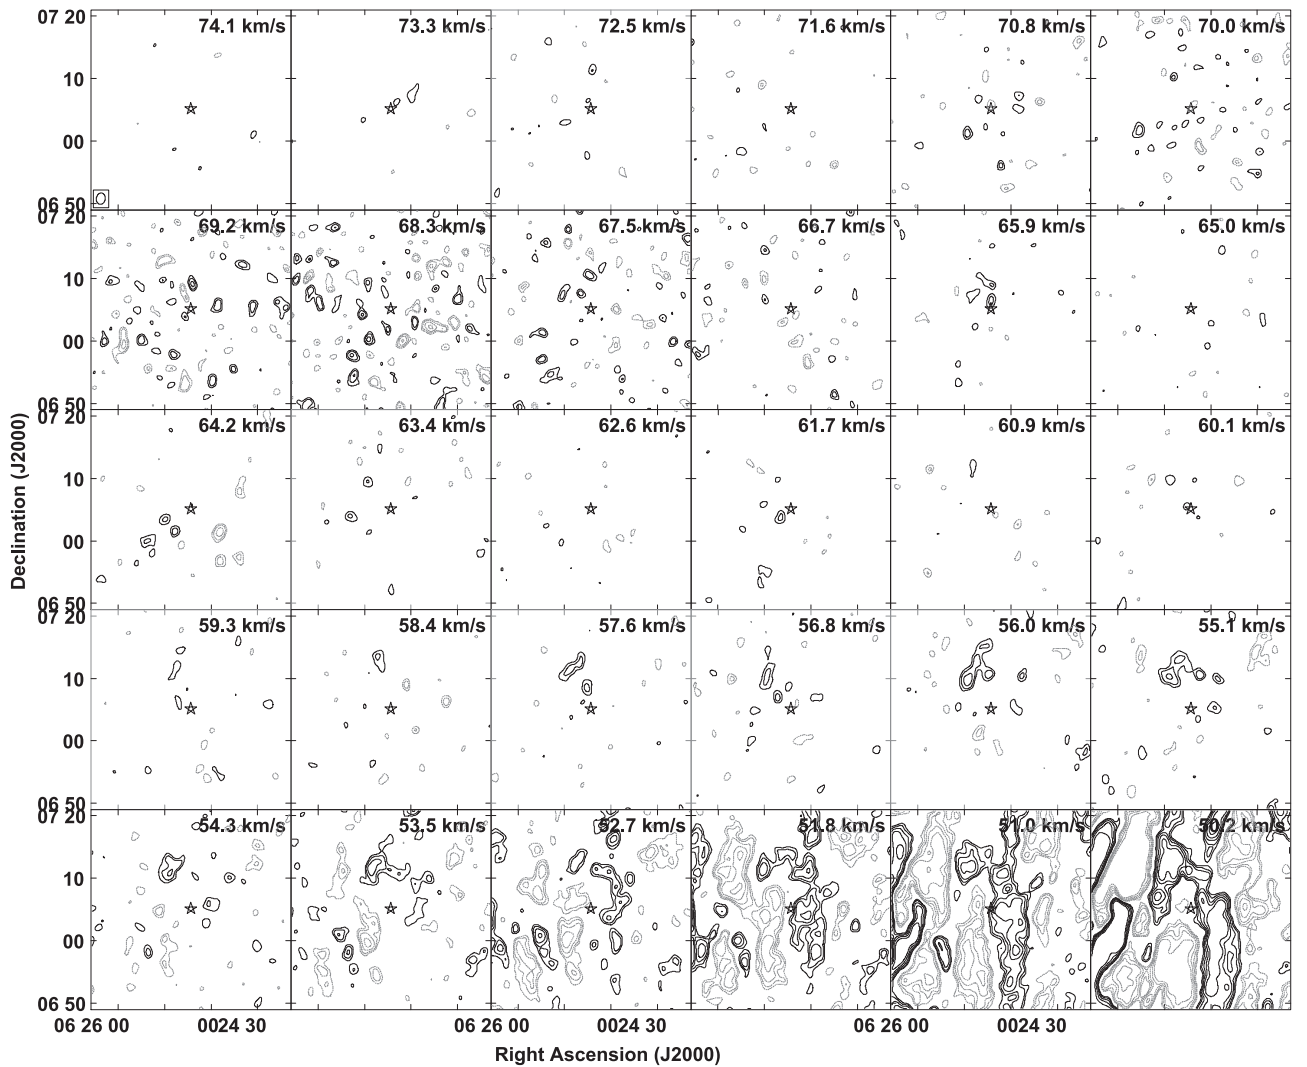 07 20
74.1 km/s
73.3 km/s
72.5 km/s
71.6 km/s
70.8 km/s
70.0 km/s
10
00
06 50
07 20
69.2 km/s
68.3 km/s
67.5 km/s
66.7 km/s
65.9 km/s
65.0 km/s
10
00
06 50
07 20
64.2 km/s
63.4 km/s
62.6 km/s
61.7 km/s
60.9 km/s
60.1 km/s
10
00
06 50
07 20
59.3 km/s
58.4 km/s
57.6 km/s
56.8 km/s
56.0 km/s
55.1 km/s
10
00
06 50
07 20
54.3 km/s
53.5 km/s
52.7 km/s
51.8 km/s
51.0 km/s
50.2 km/s
10
00
06 50
Declination (J2000)
06 26 00
0024 30
06 26 00
0024 30
06 26 00
0024 30
Right Ascension (J2000)